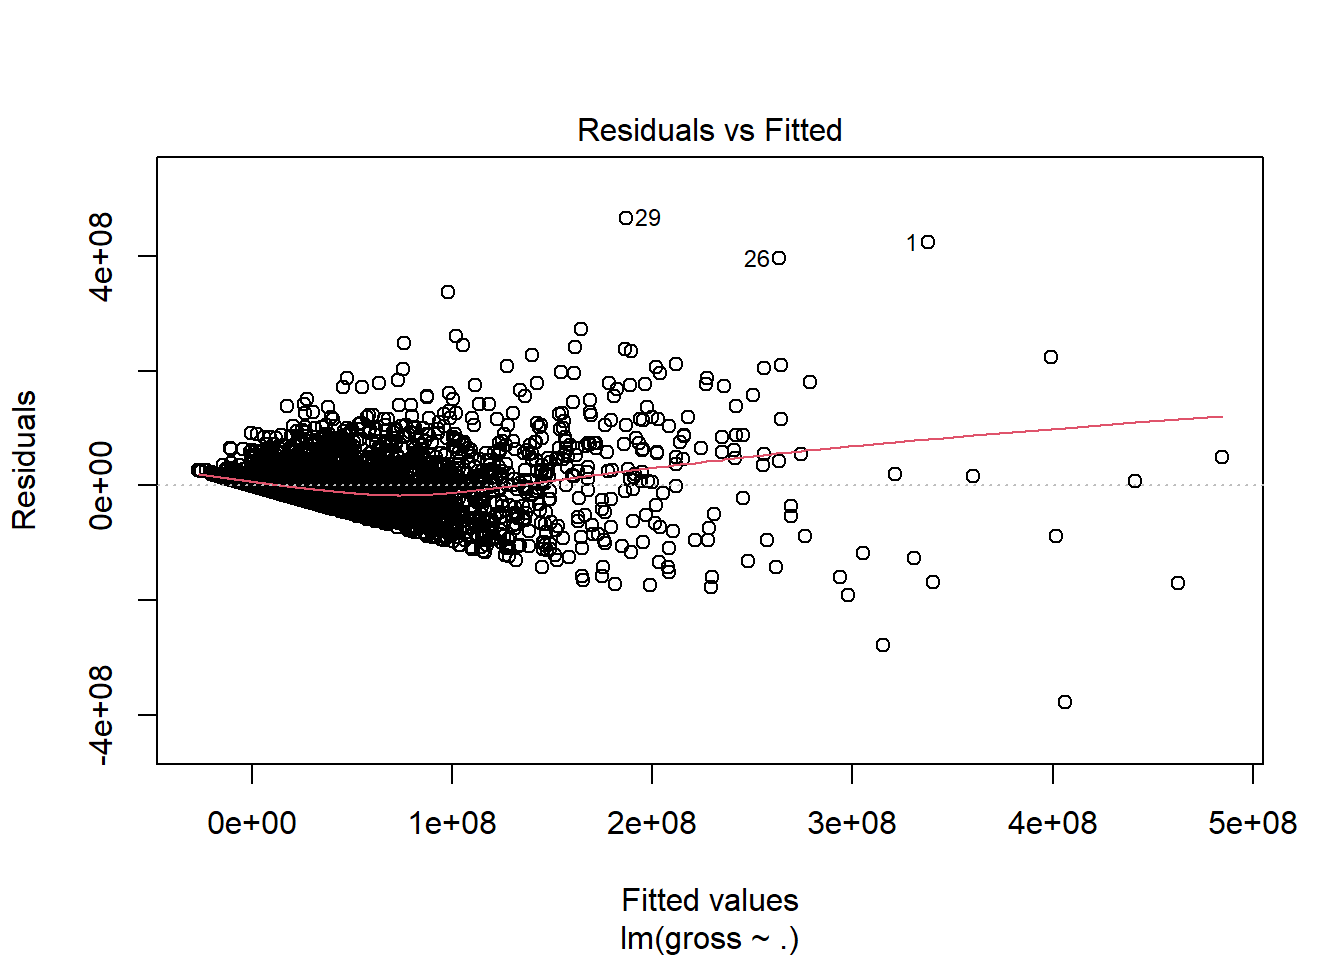 Residuals vs Fitted
Residuals
4e+08
0e+00
-4e+08
29
26
1
0e+00 1e+08 2e+08 3e+08 4e+08 5e+08
Fitted values
lm(gross ~ .)